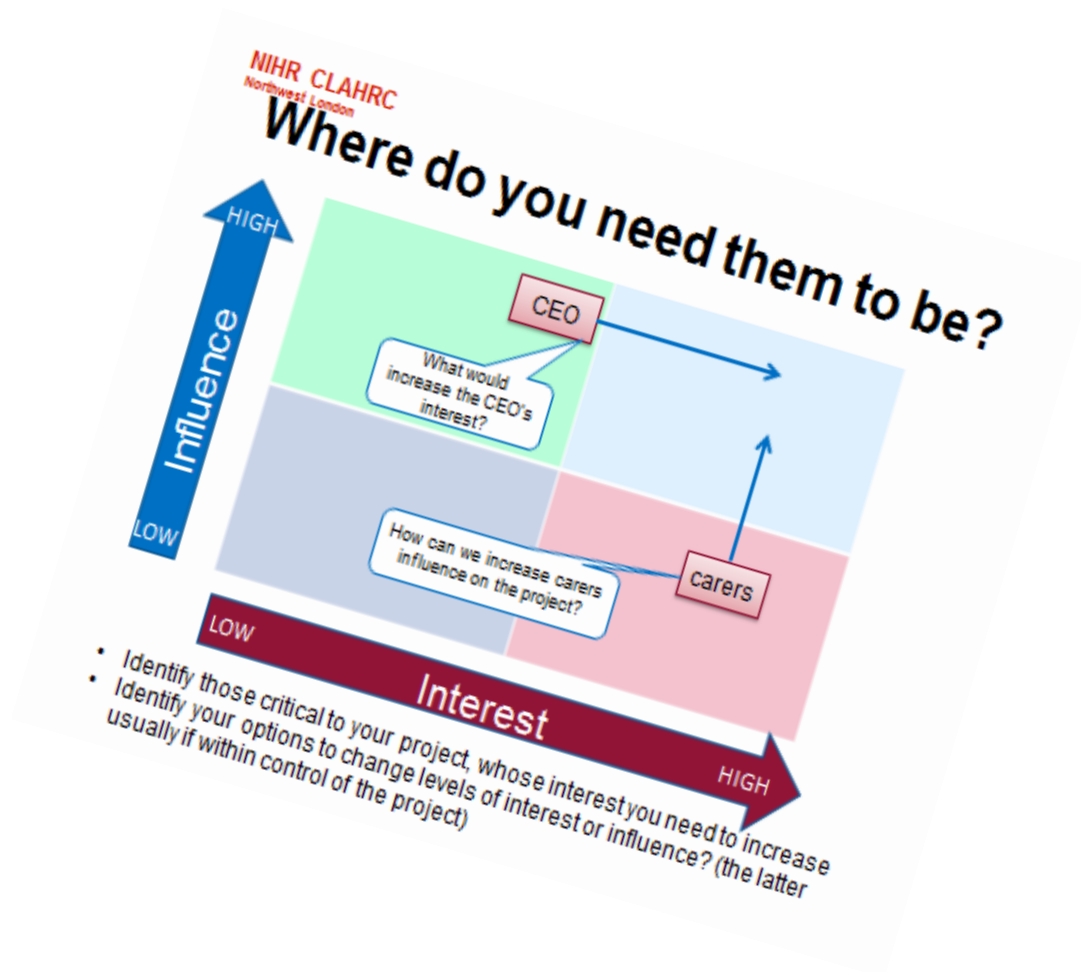 NIHR CLAHRC
Northwest London
Where do you need them to be?
HIGH
Influence
LOW
CEO
What would
increase the CEO's
interest?
How can we increase carers
influence on the project?
carers
LOW
Interest
HIGH
• Identify those critical to your project, whose interest you need to increase
• Identify your options to change levels of interest or influence? (the latter
usually if within control of the project)